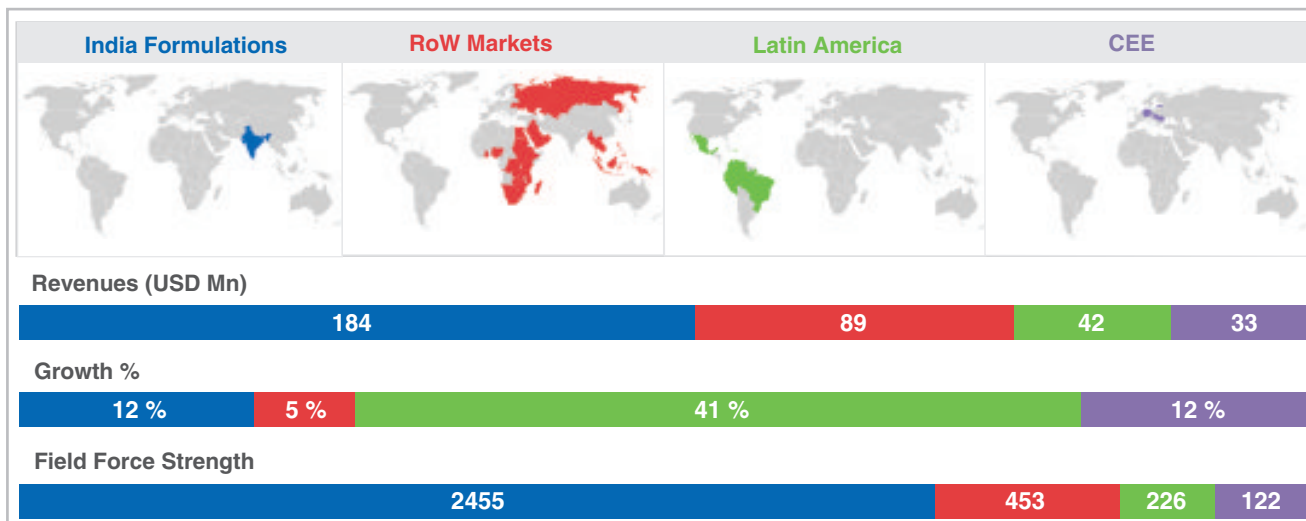 India Formulations RoW Markets Latin America CEE
Revenues (USD Mn)
184 89 42 33
Growth %
12 % 5 % 41 % 12 %
Field Force Strength
2455 453 226 122